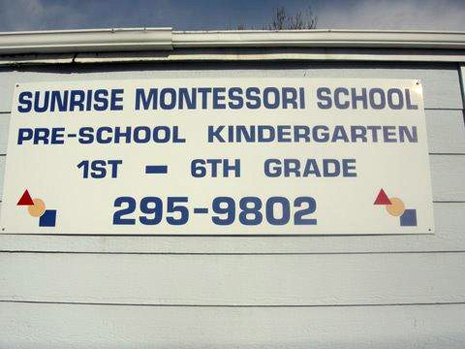 SUNRISE MONTESSORI SCHOOL
PRE-SCHOOL KINDERGARTEN
1ST - 6TH GRADE
295-9802